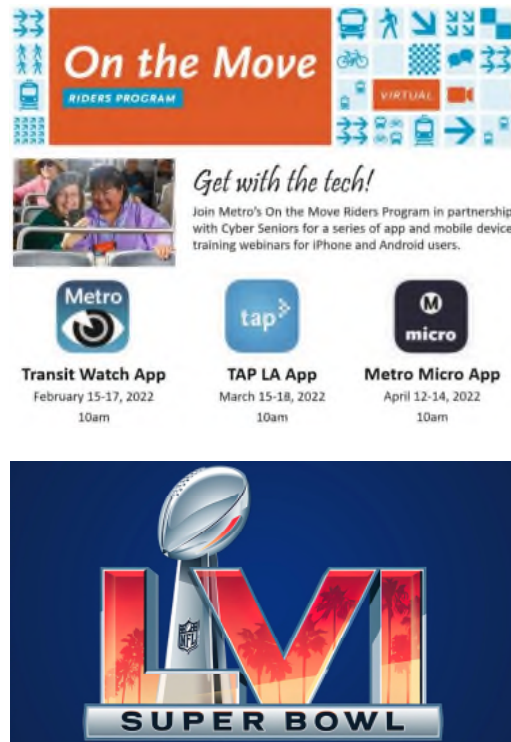 On the Move
RIDERS PROGRAM
VIRTUAL
Get with the tech!
Join Metro's On the Move Riders Program in partnership
with Cyber Seniors for a series of app and mobile device
training webinars for iPhone and Android users.
Metro
tap
M
micro
Transit Watch App
TAP LA App
Metro Micro App
February 15-17, 2022
March 15-18, 2022
April 12-14, 2022
10am
10am
10am
LVI
NFL
SUPER BOWL